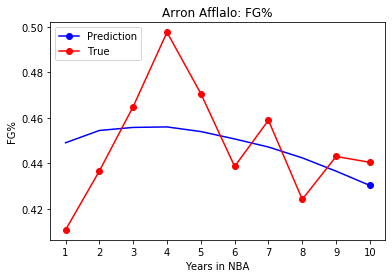 Arron Afflalo: FG%
Prediction
True
FG%
0.50
0.48
0.46
0.44
0.42
1 2 3 4 5 6 7 8 9 10
Years in NBA